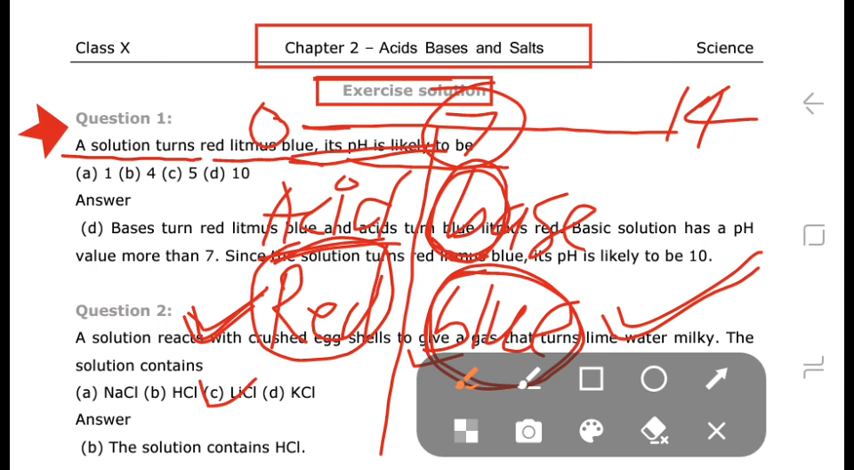 Class X Chapter 2 – Acids Bases and Salts Science
Exercise solution
Question 1:
0 7 14
A solution turns red litmus blue, its pH is likely to be
(a) 1 (b) 4 (c) 5 (d) 10
Answer
Acid base
(d) Bases turn red litmus blue and acids turn blue litmus red. Basic solution has a pH
value more than 7. Since the solution turns red litmus blue, its pH is likely to be 10.
Red blue
Question 2:
A solution reacts with crushed egg-shells to give a gas that turns lime-water milky. The
solution contains
(a) NaCl (b) HCl (c) LiCl (d) KCl
Answer
(b) The solution contains HCl.